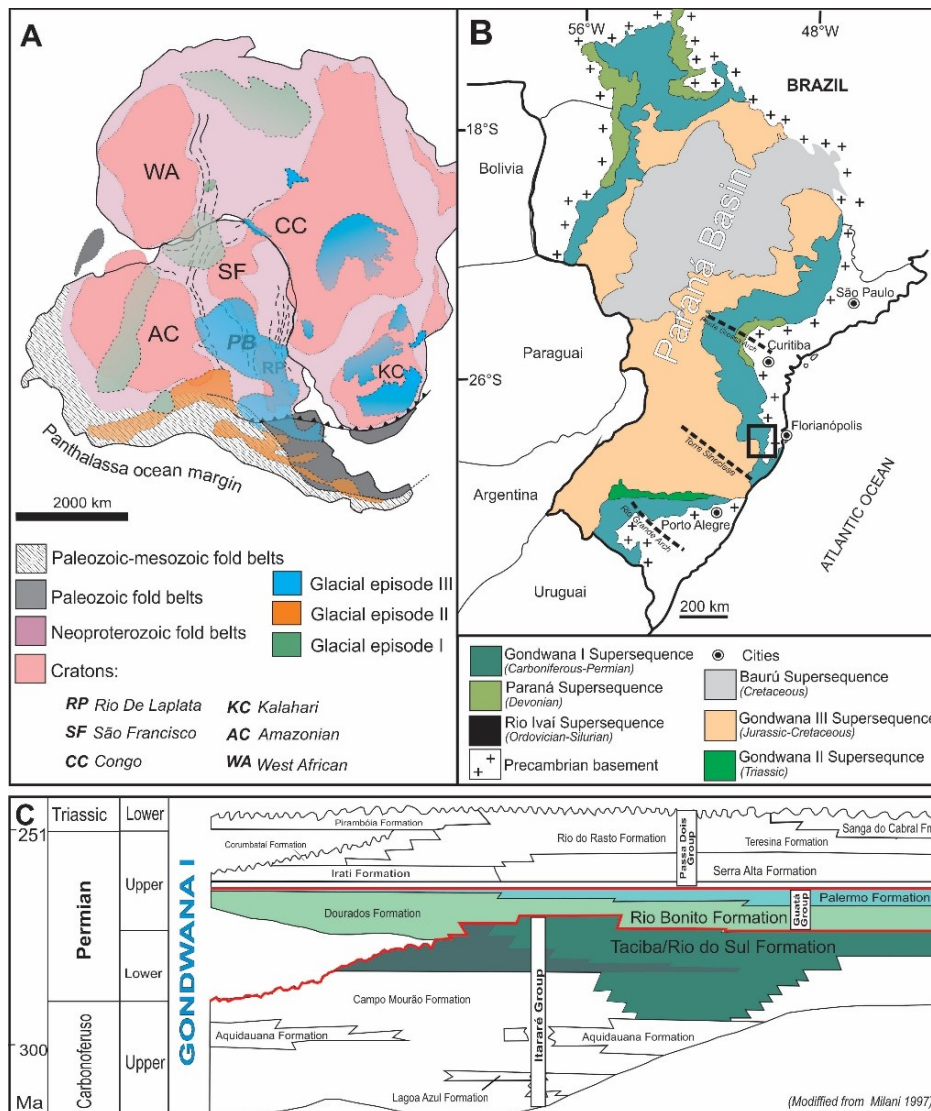 A
WA
CC
SF
AC
PB
RP
KC
Panthalassa ocean margin
2000 km
Paleozoic-mesozoic fold belts
Paleozoic fold belts
Neoproterozoic fold belts
Cratons:
Glacial episode III
Glacial episode II
Glacial episode I
RP Rio De Laplata
SF São Francisco
CC Congo
KC Kalahari
AC Amazonian
WA West African
B
56°W
48°W
BRAZIL
18°S
Bolivia
Paraná Basin
São Paulo
Paraguai
Curitiba
26°S
Florianópolis
Torre Sinclise
Argentina
Porto Alegre
Rio Grande Arch
ATLANTIC OCEAN
Uruguai
200 km
Gondwana I Supersequence
(Carboniferous-Permian)
Paraná Supersequence
(Devonian)
Rio Ivaí Supersequence
(Ordovician-Silurian)
Precambrian basement
Cities
Baurú Supersequence
(Cretaceous)
Gondwana III Supersequence
(Jurassic-Cretaceous)
Gondwana II Supersequnce
(Triassic)
C
Triassic
Lower
251
Permian
Upper
Lower
Carbonoferuso
300
Upper
Ma
GONDWANA I
Pirambóia Formation
Corumbataí Formation
Irati Formation
Rio do Rasto Formation
Passa Dois
Group
Sanga do Cabral Fm
Teresina Formation
Serra Alta Formation
Dourados Formation
Palermo Formation
Rio Bonito Formation
Guatá
Group
Taciba/Rio do Sul Formation
Campo Mourão Formation
Itararé Group
Aquidauana Formation
Aquidauana Formation
Lagoa Azul Formation
(Modiffied from Milani 1997)